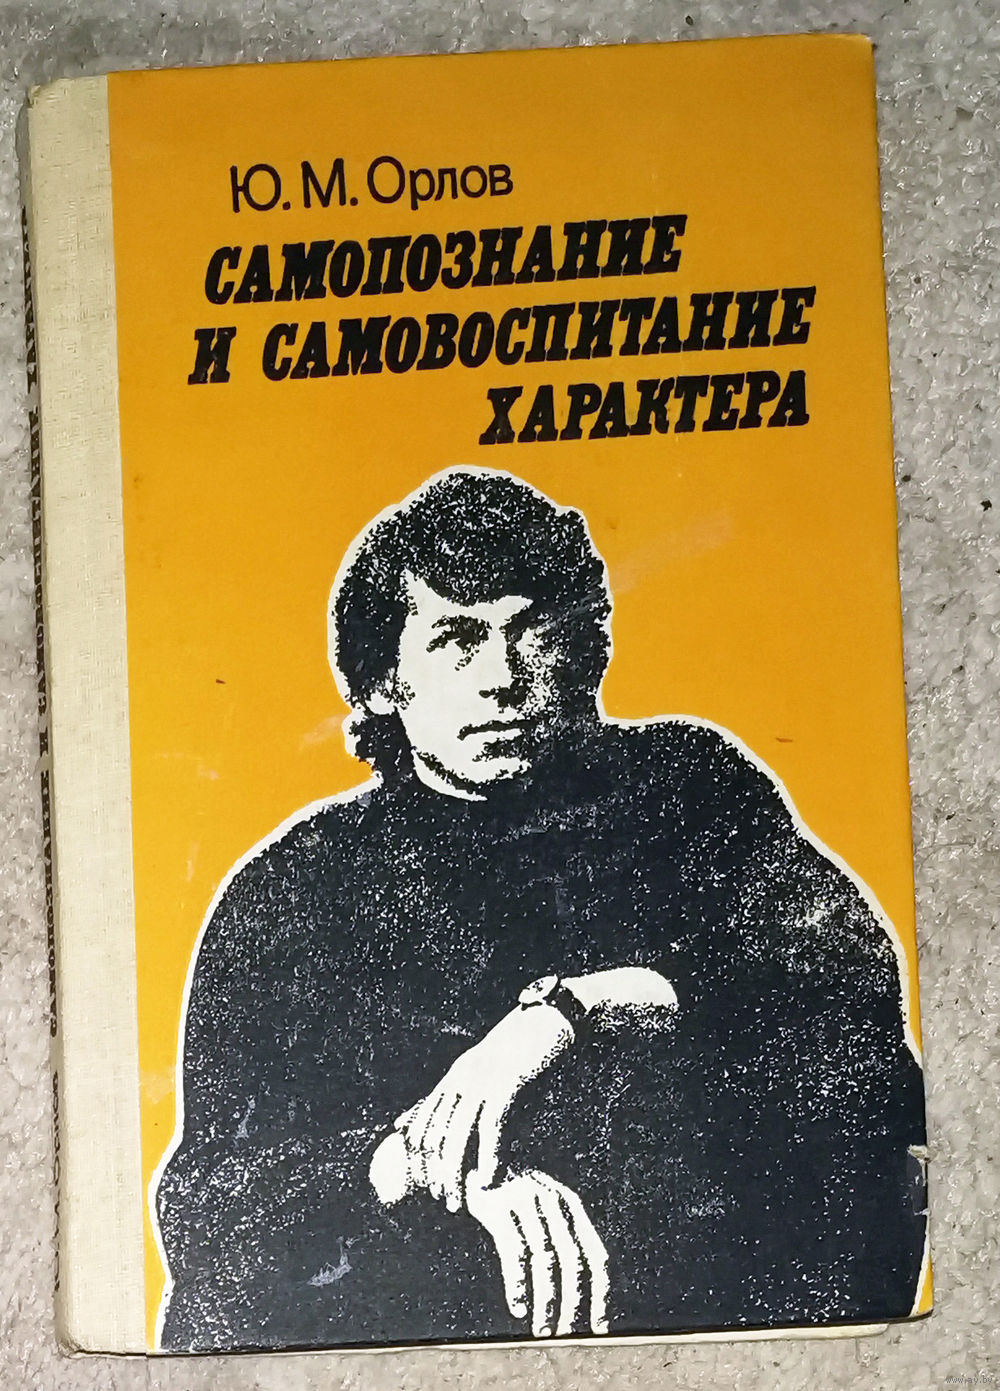 Ю. М. Орлов
САМОПОЗНАНИЕ
И САМОВОСПИТАНИЕ
ХАРАКТЕРА